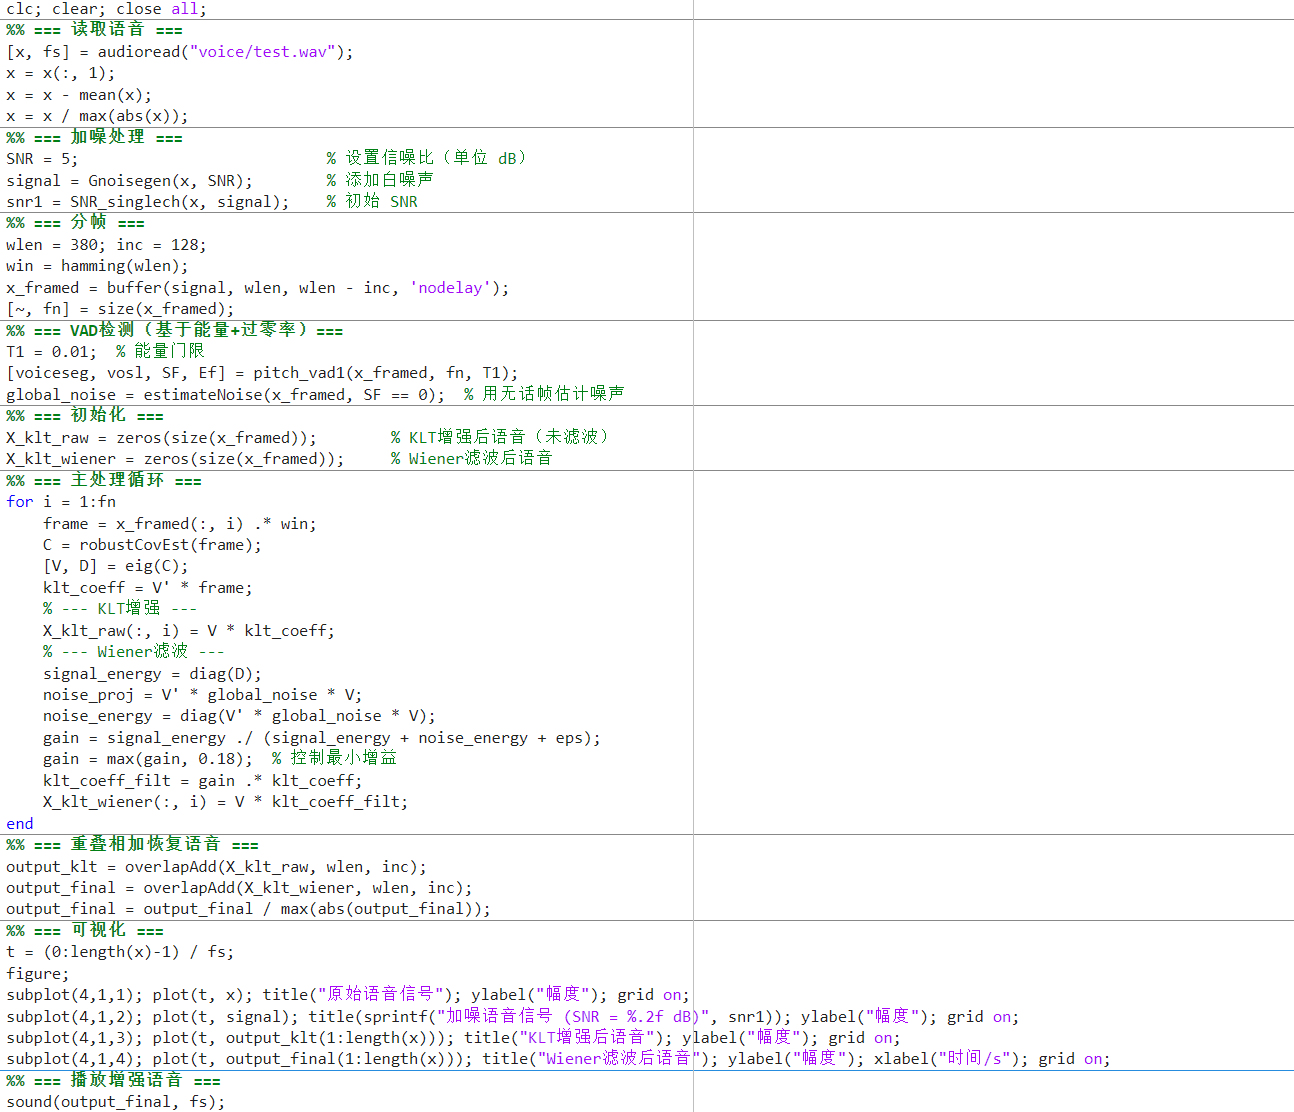 clc; clear; close all;
%% === 读取语音 ===
[x, fs] = audioread("voice/test.wav");
x = x(:, 1);
x = x - mean(x);
x = x / max(abs(x));
%% === 加噪处理 ===
SNR = 5;                           % 设置信噪比（单位 dB）
signal = Gnoisegen(x, SNR);        % 添加白噪声
snr1 = SNR_singlech(x, signal);    % 初始 SNR
%% === 分帧 ===
wlen = 380; inc = 128;
win = hamming(wlen);
x_framed = buffer(signal, wlen, wlen - inc, 'nodelay');
[~, fn] = size(x_framed);
%% === VAD检测（基于能量+过零率）===
T1 = 0.01;  % 能量门限
[voiceseg, vosl, SF, Ef] = pitch_vad1(x_framed, fn, T1);
global_noise = estimateNoise(x_framed, SF == 0);  % 用无话帧估计噪声
%% === 初始化 ===
X_klt_raw = zeros(size(x_framed));        % KLT增强后语音（未滤波）
X_klt_wiener = zeros(size(x_framed));     % Wiener滤波后语音
%% === 主处理循环 ===
for i = 1:fn
    frame = x_framed(:, i) .* win;
    C = robustCovEst(frame);
    [V, D] = eig(C);
    klt_coeff = V' * frame;
    % --- KLT增强 ---
    X_klt_raw(:, i) = V * klt_coeff;
    % --- Wiener滤波 ---
    signal_energy = diag(D);
    noise_proj = V' * global_noise * V;
    noise_energy = diag(V' * global_noise * V);
    gain = signal_energy ./ (signal_energy + noise_energy + eps);
    gain = max(gain, 0.18);  % 控制最小增益
    klt_coeff_filt = gain .* klt_coeff;
    X_klt_wiener(:, i) = V * klt_coeff_filt;
end
%% === 重叠相加恢复语音 ===
output_klt = overlapAdd(X_klt_raw, wlen, inc);
output_final = overlapAdd(X_klt_wiener, wlen, inc);
output_final = output_final / max(abs(output_final));
%% === 可视化 ===
t = (0:length(x)-1) / fs;
figure;
subplot(4,1,1); plot(t, x); title("原始语音信号"); ylabel("幅度"); grid on;
subplot(4,1,2); plot(t, signal); title(sprintf("加噪语音信号 (SNR = %.2f dB)", snr1)); ylabel("幅度"); grid on;
subplot(4,1,3); plot(t, output_klt(1:length(x))); title("KLT增强后语音"); ylabel("幅度"); grid on;
subplot(4,1,4); plot(t, output_final(1:length(x))); title("Wiener滤波后语音"); ylabel("幅度"); xlabel("时间/s"); grid on;
%% === 播放增强语音 ===
sound(output_final, fs);